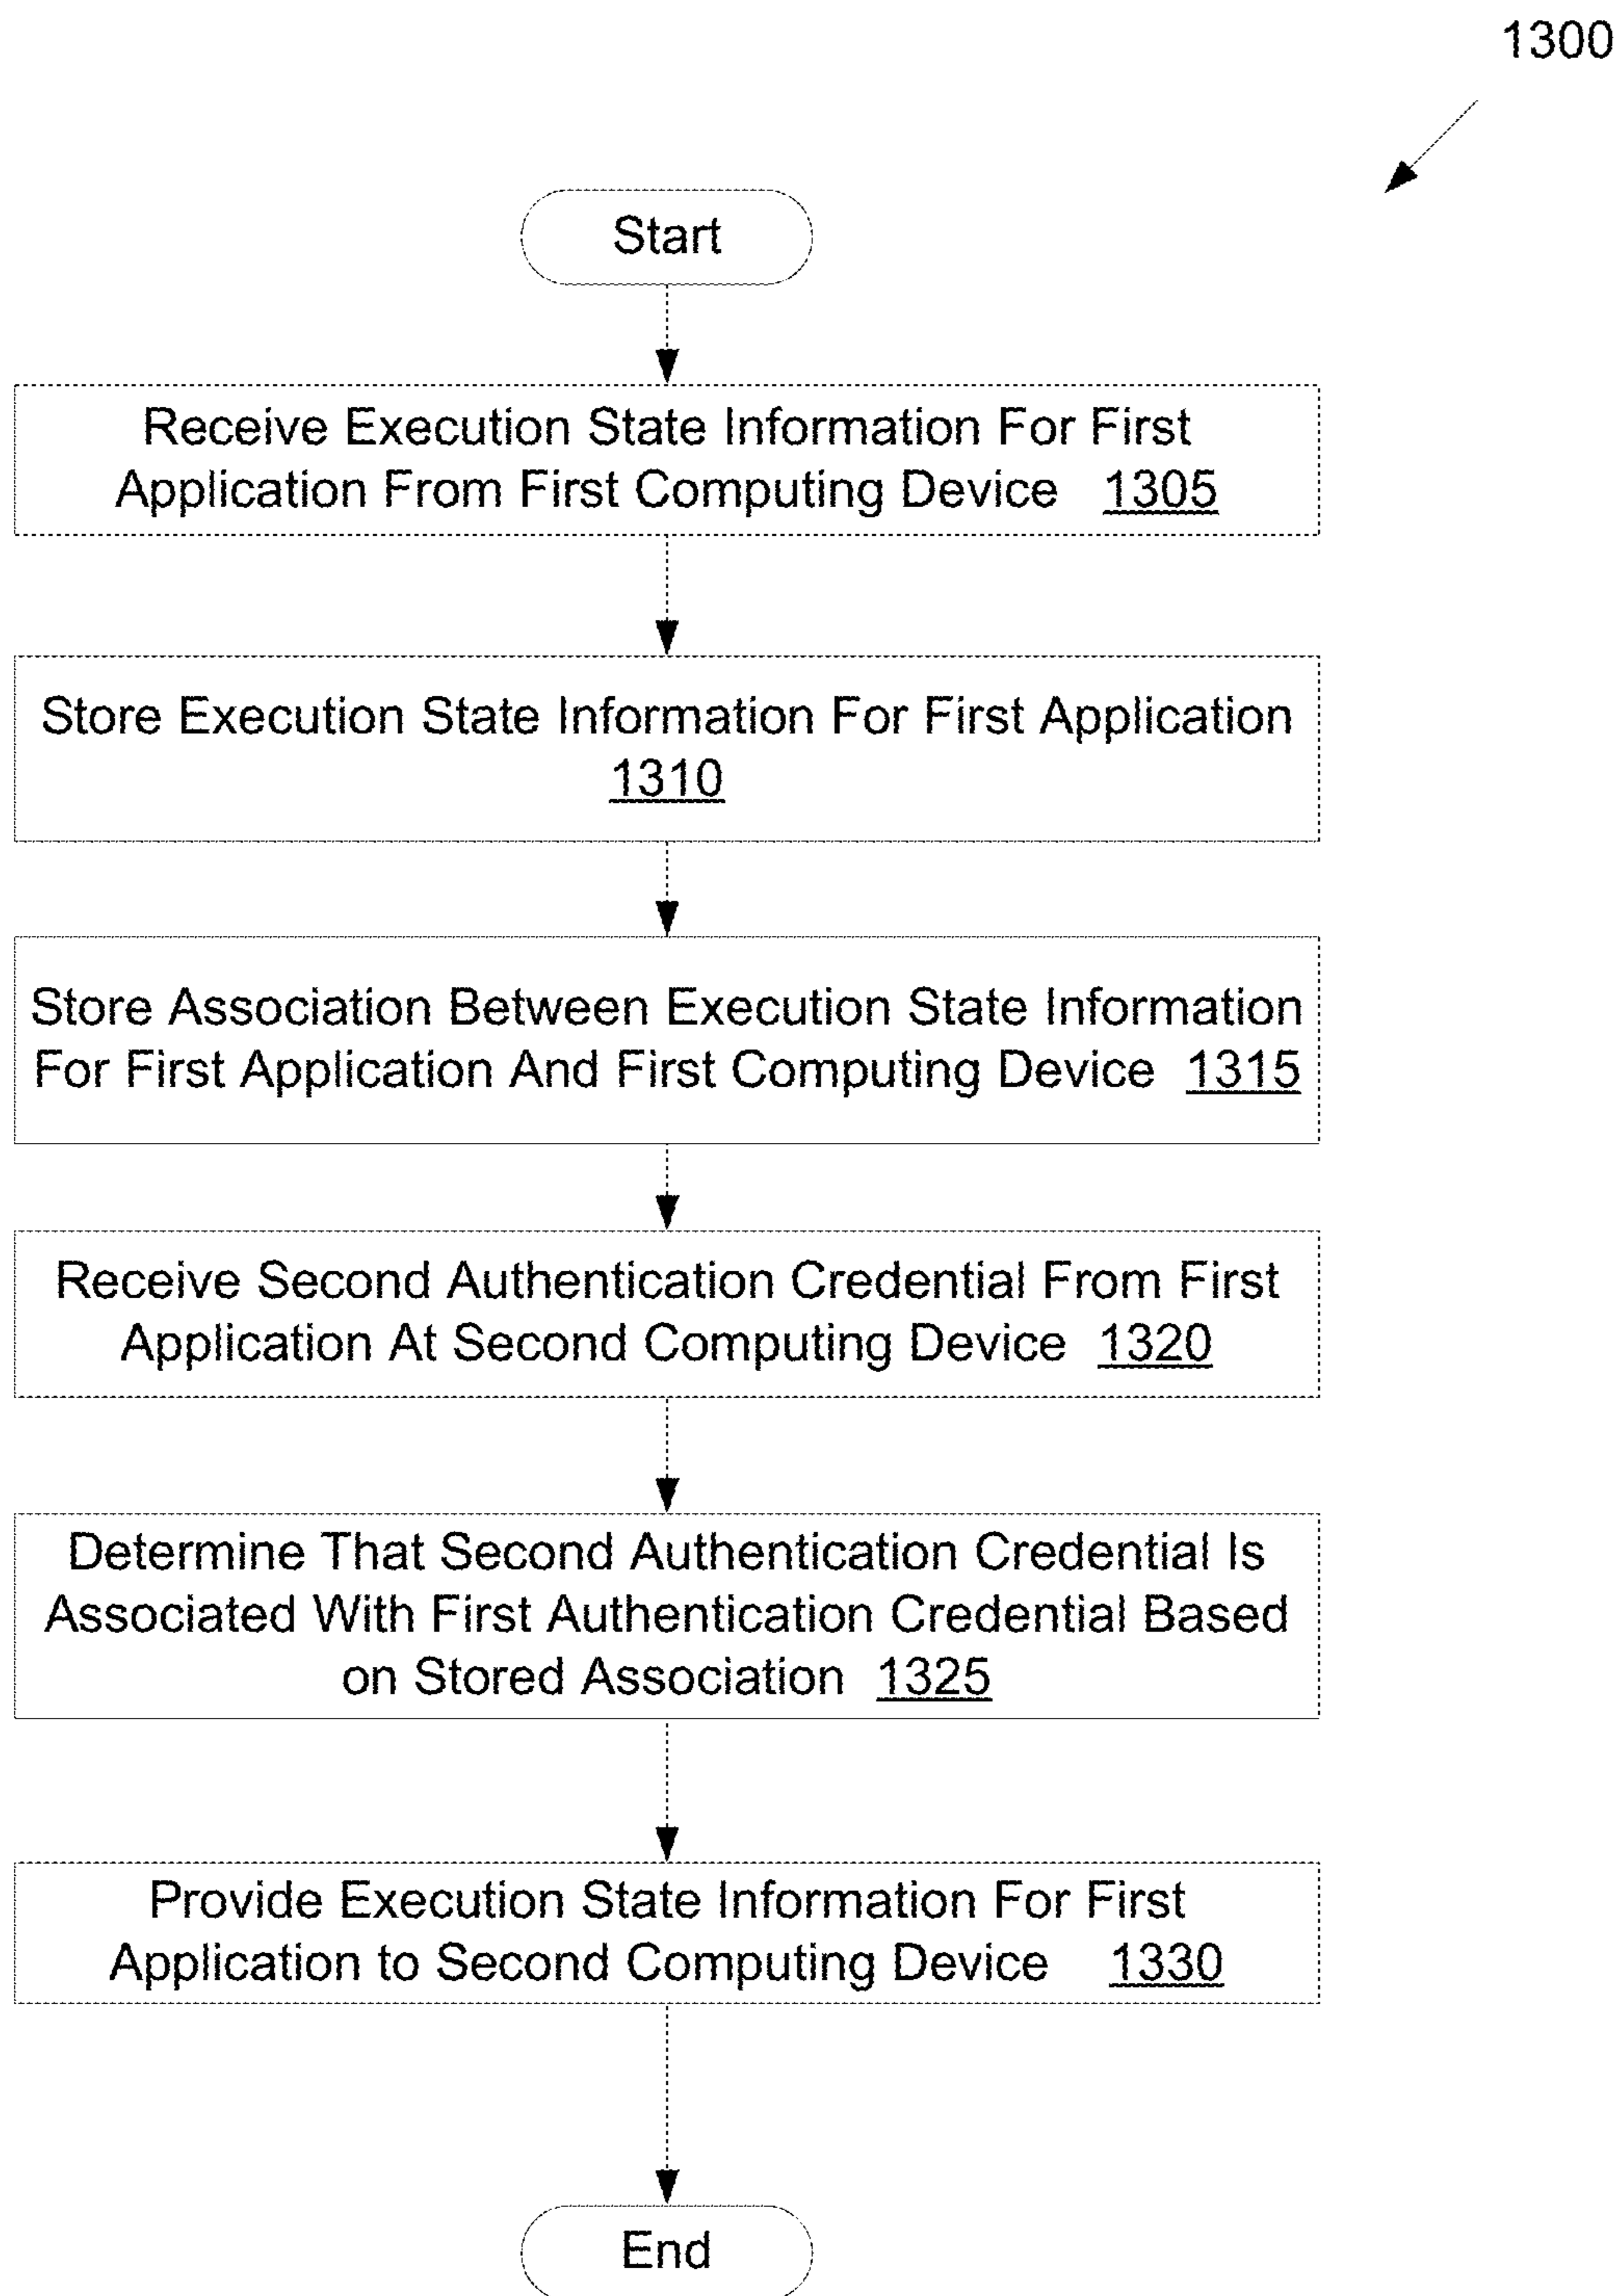 1300
Start
Receive Execution State Information For First
Application From First Computing Device 1305
Store Execution State Information For First Application
1310
Store Association Between Execution State Information
For First Application And First Computing Device 1315
Receive Second Authentication Credential From First
Application At Second Computing Device 1320
Determine That Second Authentication Credential Is
Associated With First Authentication Credential Based
on Stored Association 1325
Provide Execution State Information For First
Application to Second Computing Device 1330
End